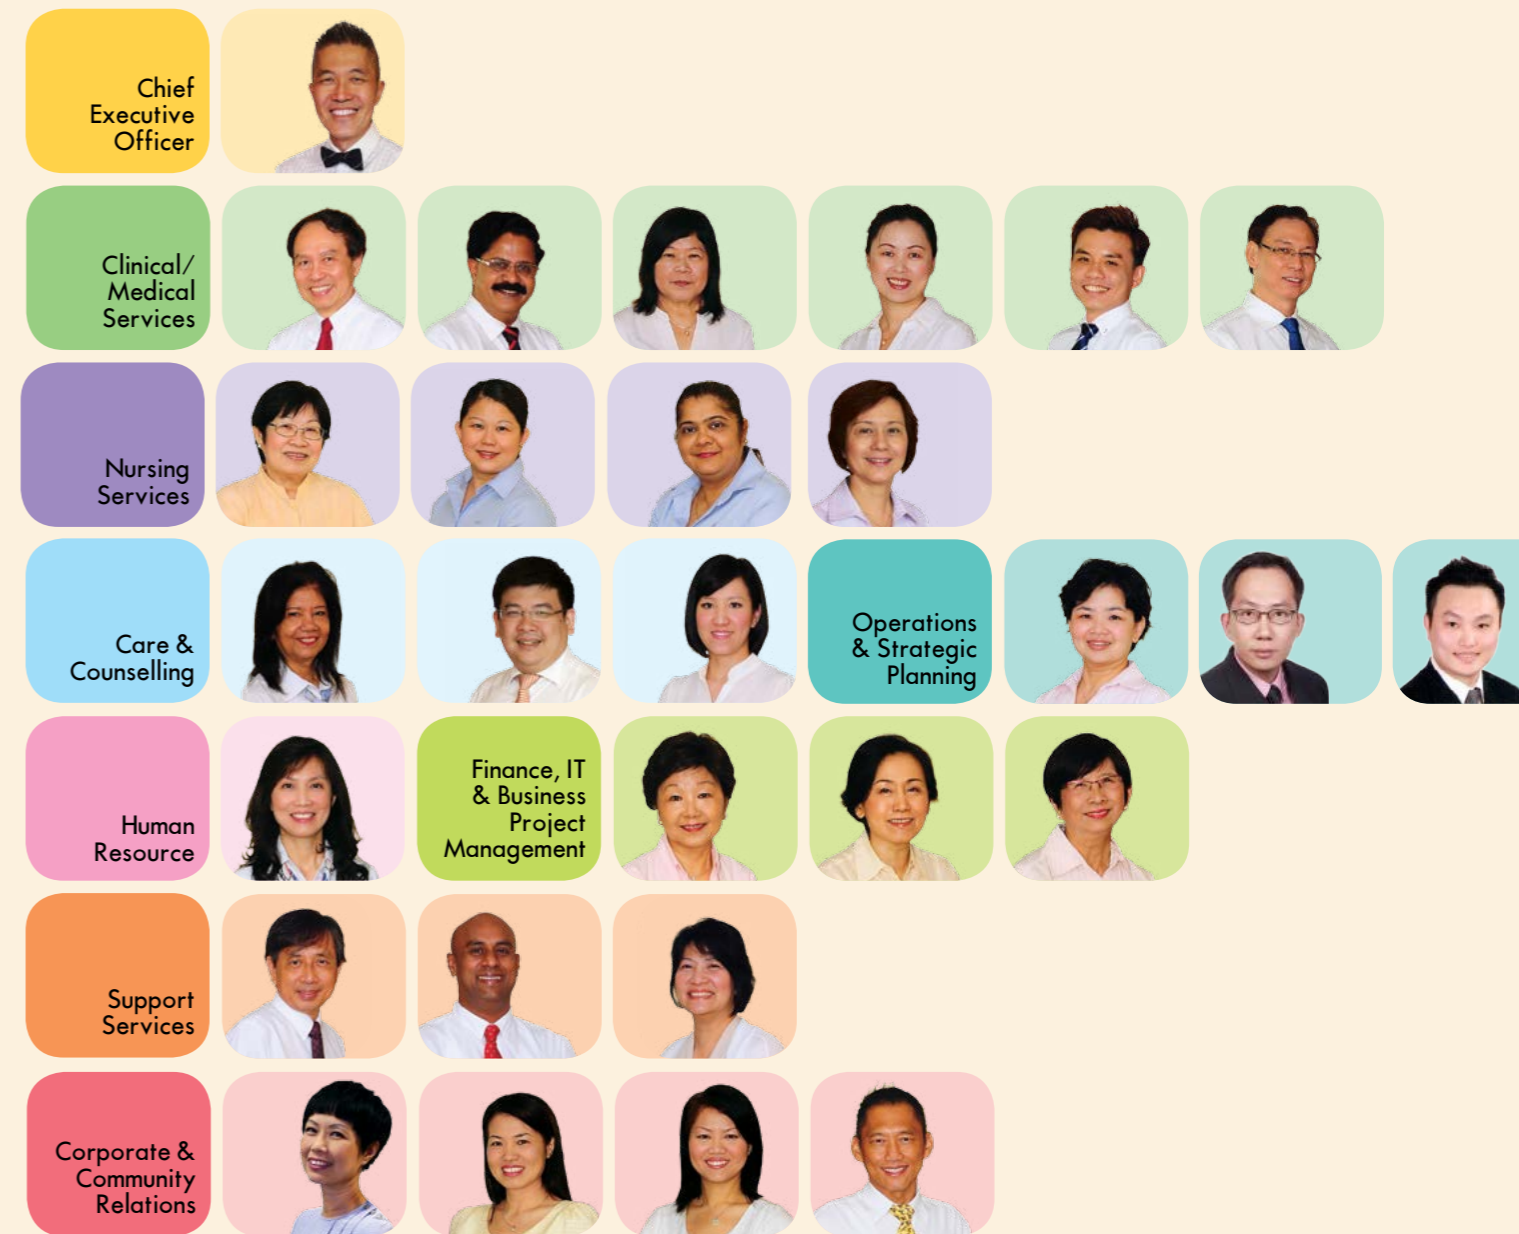 Chief
Executive
Officer
Clinical/
Medical
Services
Nursing
Services
Care &
Counselling
Operations
& Strategic
Planning
Human
Resource
Finance, IT
& Business
Project
Management
Support
Services
Corporate &
Community
Relations